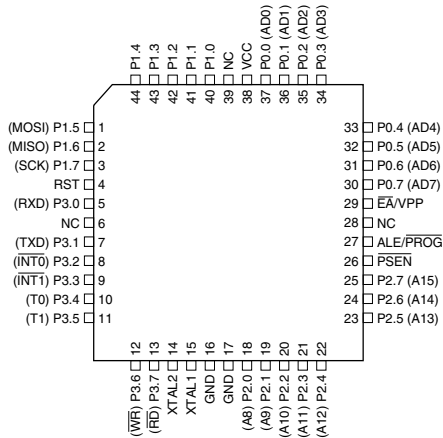 P1.4
P1.3
P1.2
P1.1
P1.0
NC
VCC
P0.0 (AD0)
P0.1 (AD1)
P0.2 (AD2)
P0.3 (AD3)
44
43
42
41
40
39
38
37
36
35
34
(MOSI) P1.5 1
(MISO) P1.6 2
(SCK) P1.7 3
RST 4
(RXD) P3.0 5
NC 6
(TXD) P3.1 7
(INT0) P3.2 8
(INT1) P3.3 9
(T0) P3.4 10
(T1) P3.5 11
33 P0.4 (AD4)
32 P0.5 (AD5)
31 P0.6 (AD6)
30 P0.7 (AD7)
29 EA/VPP
28 NC
27 ALE/PROG
26 PSEN
25 P2.7 (A15)
24 P2.6 (A14)
23 P2.5 (A13)
12
13
14
15
16
17
18
19
20
21
22
(WR) P3.6
(RD) P3.7
XTAL2
XTAL1
GND
GND
(A8) P2.0
(A9) P2.1
(A10) P2.2
(A11) P2.3
(A12) P2.4